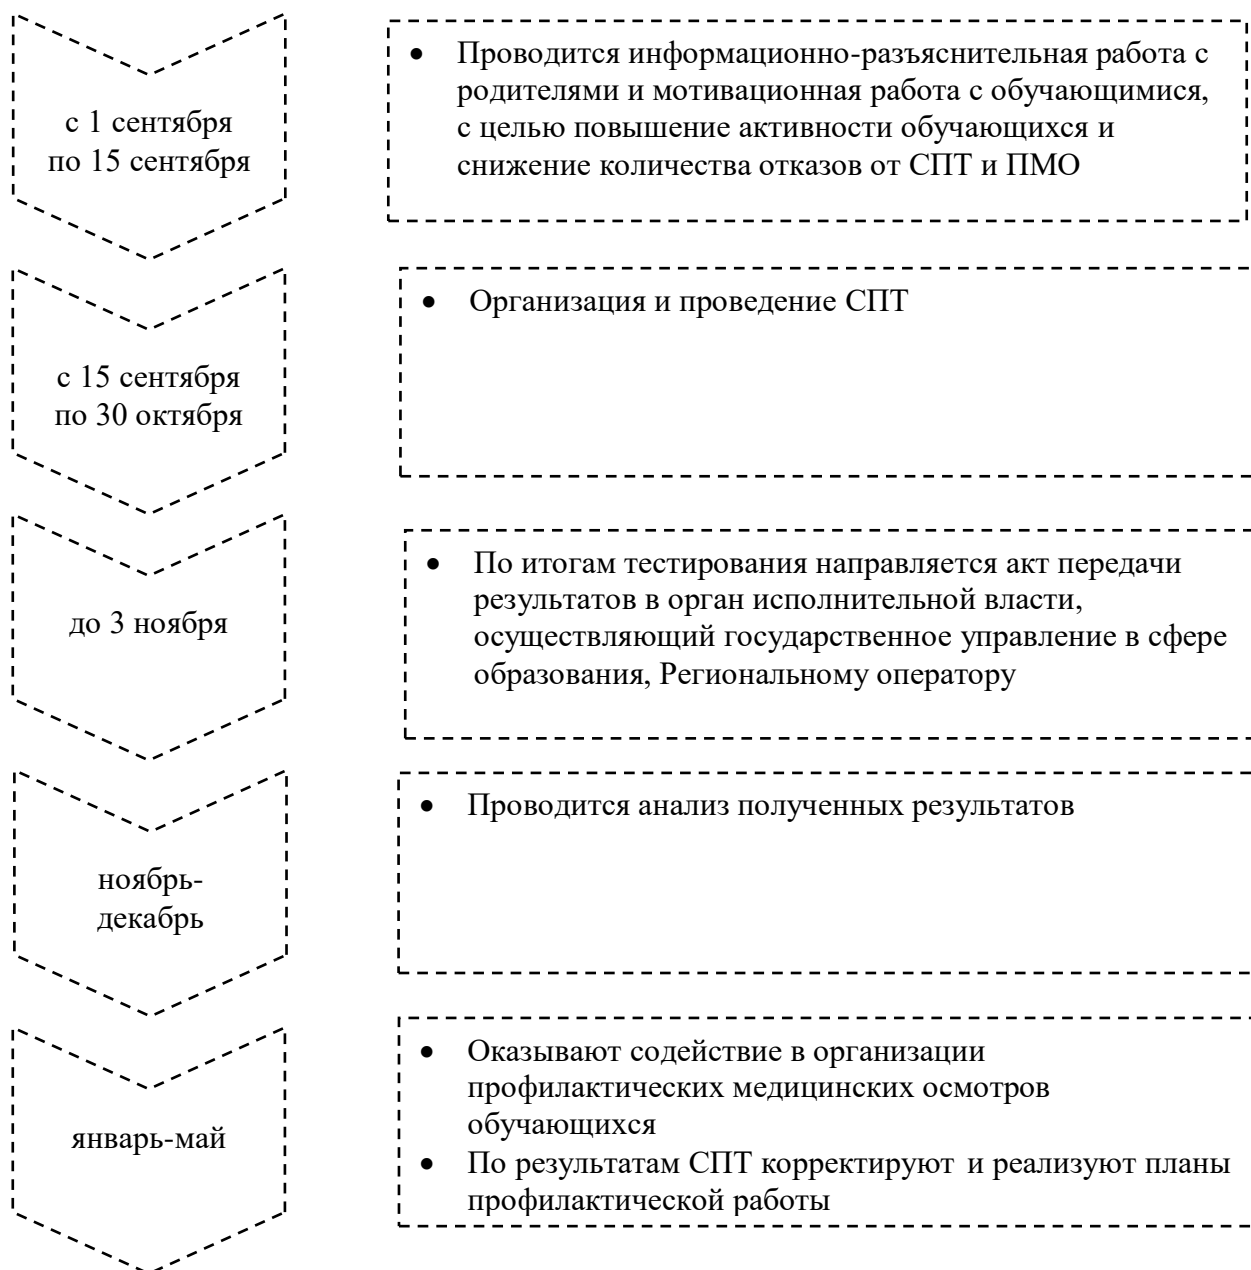 с 1 сентября
по 15 сентября
• Проводится информационно-разъяснительная работа с
родителями и мотивационная работа с обучающимися,
с целью повышение активности обучающихся и
снижение количества отказов от СПТ и ПМО
с 15 сентября
по 30 октября
• Организация и проведение СПТ
до 3 ноября
• По итогам тестирования направляется акт передачи
результатов в орган исполнительной власти,
осуществляющий государственное управление в сфере
образования, Региональному оператору
ноябрь-
декабрь
• Проводится анализ полученных результатов
январь-май
• Оказывают содействие в организации
профилактических медицинских осмотров
обучающихся
• По результатам СПТ корректируют и реализуют планы
профилактической работы